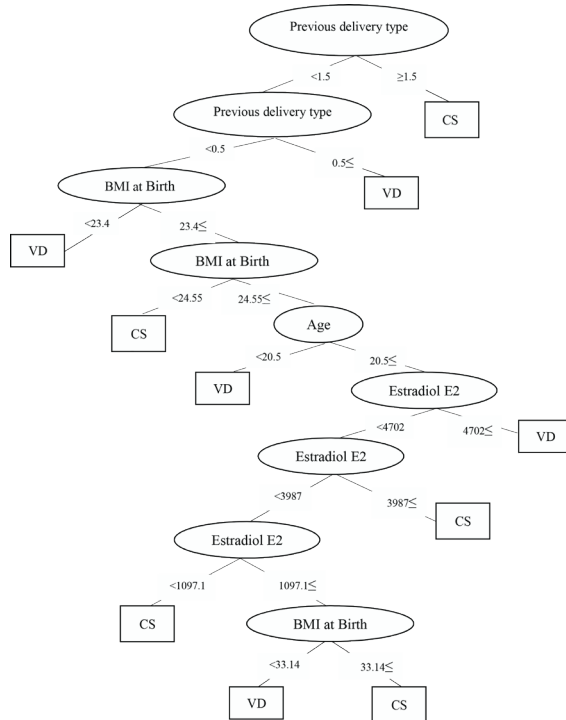 Previous delivery type
<1.5
≥1.5
Previous delivery type
CS
<0.5
0.5≤
BMI at Birth
VD
<23.4
23.4≤
VD
BMI at Birth
<24.55
24.55≤
CS
Age
<20.5
20.5≤
VD
Estradiol E2
<4702
4702≤
VD
Estradiol E2
<3987
3987≤
CS
Estradiol E2
<1097.1
1097.1≤
CS
BMI at Birth
<33.14
33.14≤
VD
CS